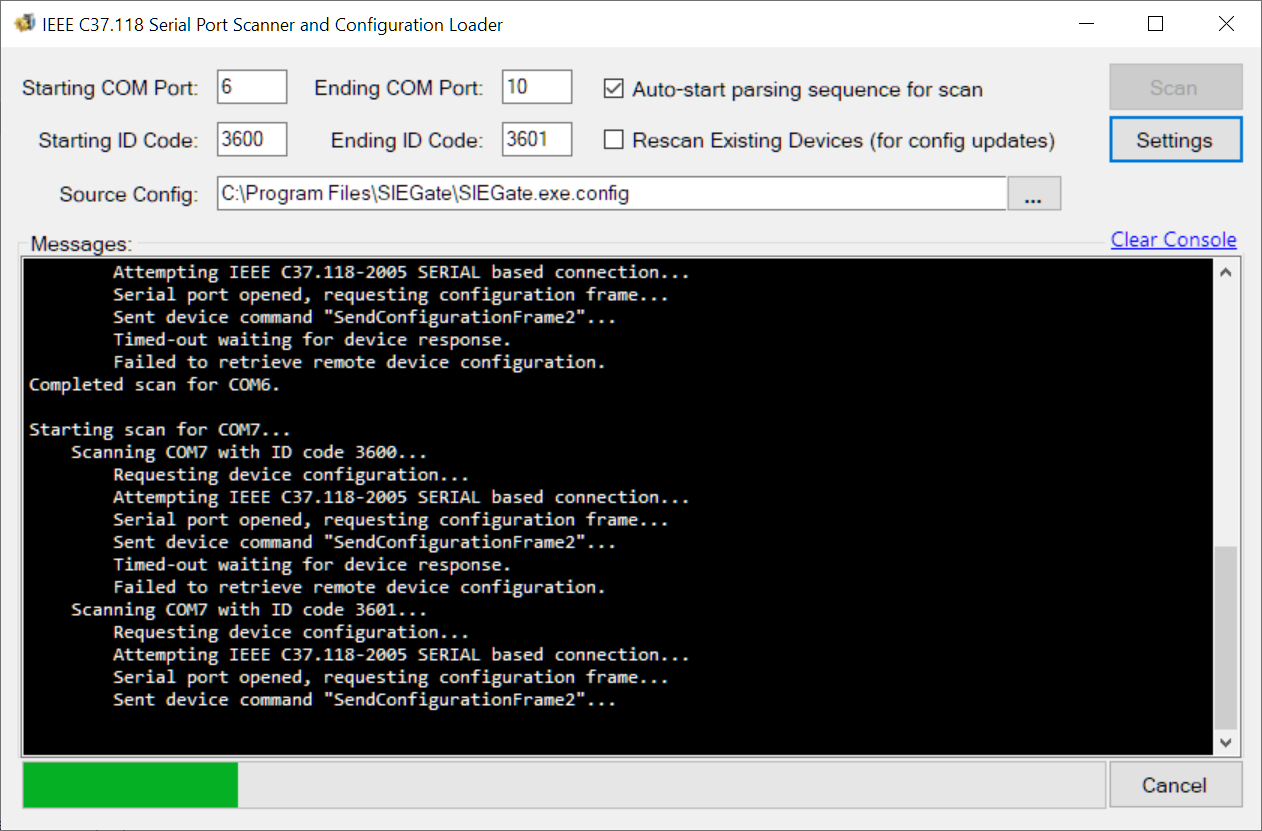 IEEE C37.118 Serial Port Scanner and Configuration Loader
Starting COM Port: 6 Ending COM Port: 10 Auto-start parsing sequence for scan Scan
Starting ID Code: 3600 Ending ID Code: 3601 Rescan Existing Devices (for config updates) Settings
Source Config: C:\Program Files\SIEGate\SIEGate.exe.config ...
Messages: Clear Console
Attempting IEEE C37.118-2005 SERIAL based connection...
Serial port opened, requesting configuration frame...
Sent device command "SendConfigurationFrame2"...
Timed-out waiting for device response.
Failed to retrieve remote device configuration.
Completed scan for COM6.
Starting scan for COM7...
Scanning COM7 with ID code 3600...
Requesting device configuration...
Attempting IEEE C37.118-2005 SERIAL based connection...
Serial port opened, requesting configuration frame...
Sent device command "SendConfigurationFrame2"...
Timed-out waiting for device response.
Failed to retrieve remote device configuration.
Scanning COM7 with ID code 3601...
Requesting device configuration...
Attempting IEEE C37.118-2005 SERIAL based connection...
Serial port opened, requesting configuration frame...
Sent device command "SendConfigurationFrame2"...
Cancel